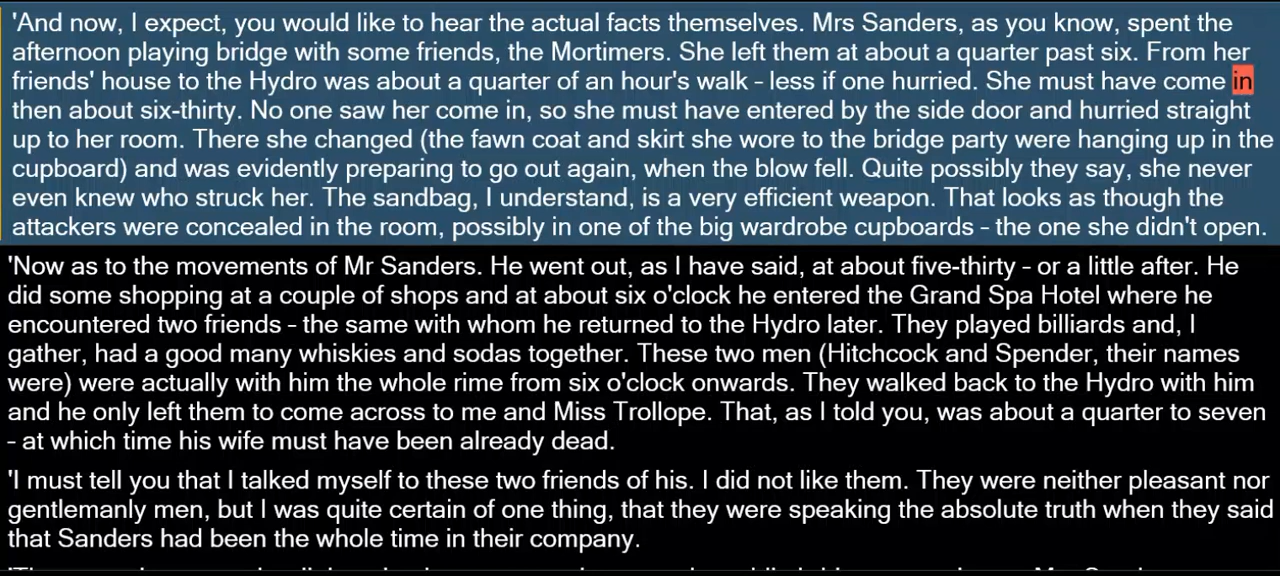 'And now, I expect, you would like to hear the actual facts themselves. Mrs Sanders, as you know, spent the
afternoon playing bridge with some friends, the Mortimers. She left them at about a quarter past six. From her
friends' house to the Hydro was about a quarter of an hour's walk - less if one hurried. She must have come in
then about six-thirty. No one saw her come in, so she must have entered by the side door and hurried straight
up to her room. There she changed (the fawn coat and skirt she wore to the bridge party were hanging up in the
cupboard) and was evidently preparing to go out again, when the blow fell. Quite possibly they say, she never
even knew who struck her. The sandbag, I understand, is a very efficient weapon. That looks as though the
attackers were concealed in the room, possibly in one of the big wardrobe cupboards - the one she didn't open.
'Now as to the movements of Mr Sanders. He went out, as I have said, at about five-thirty - or a little after. He
did some shopping at a couple of shops and at about six o'clock he entered the Grand Spa Hotel where he
encountered two friends - the same with whom he returned to the Hydro later. They played billiards and, I
gather, had a good many whiskies and sodas together. These two men (Hitchcock and Spender, their names
were) were actually with him the whole rime from six o'clock onwards. They walked back to the Hydro with him
and he only left them to come across to me and Miss Trollope. That, as I told you, was about a quarter to seven
- at which time his wife must have been already dead.
'I must tell you that I talked myself to these two friends of his. I did not like them. They were neither pleasant nor
gentlemanly men, but I was quite certain of one thing, that they were speaking the absolute truth when they said
that Sanders had been the whole time in their company.